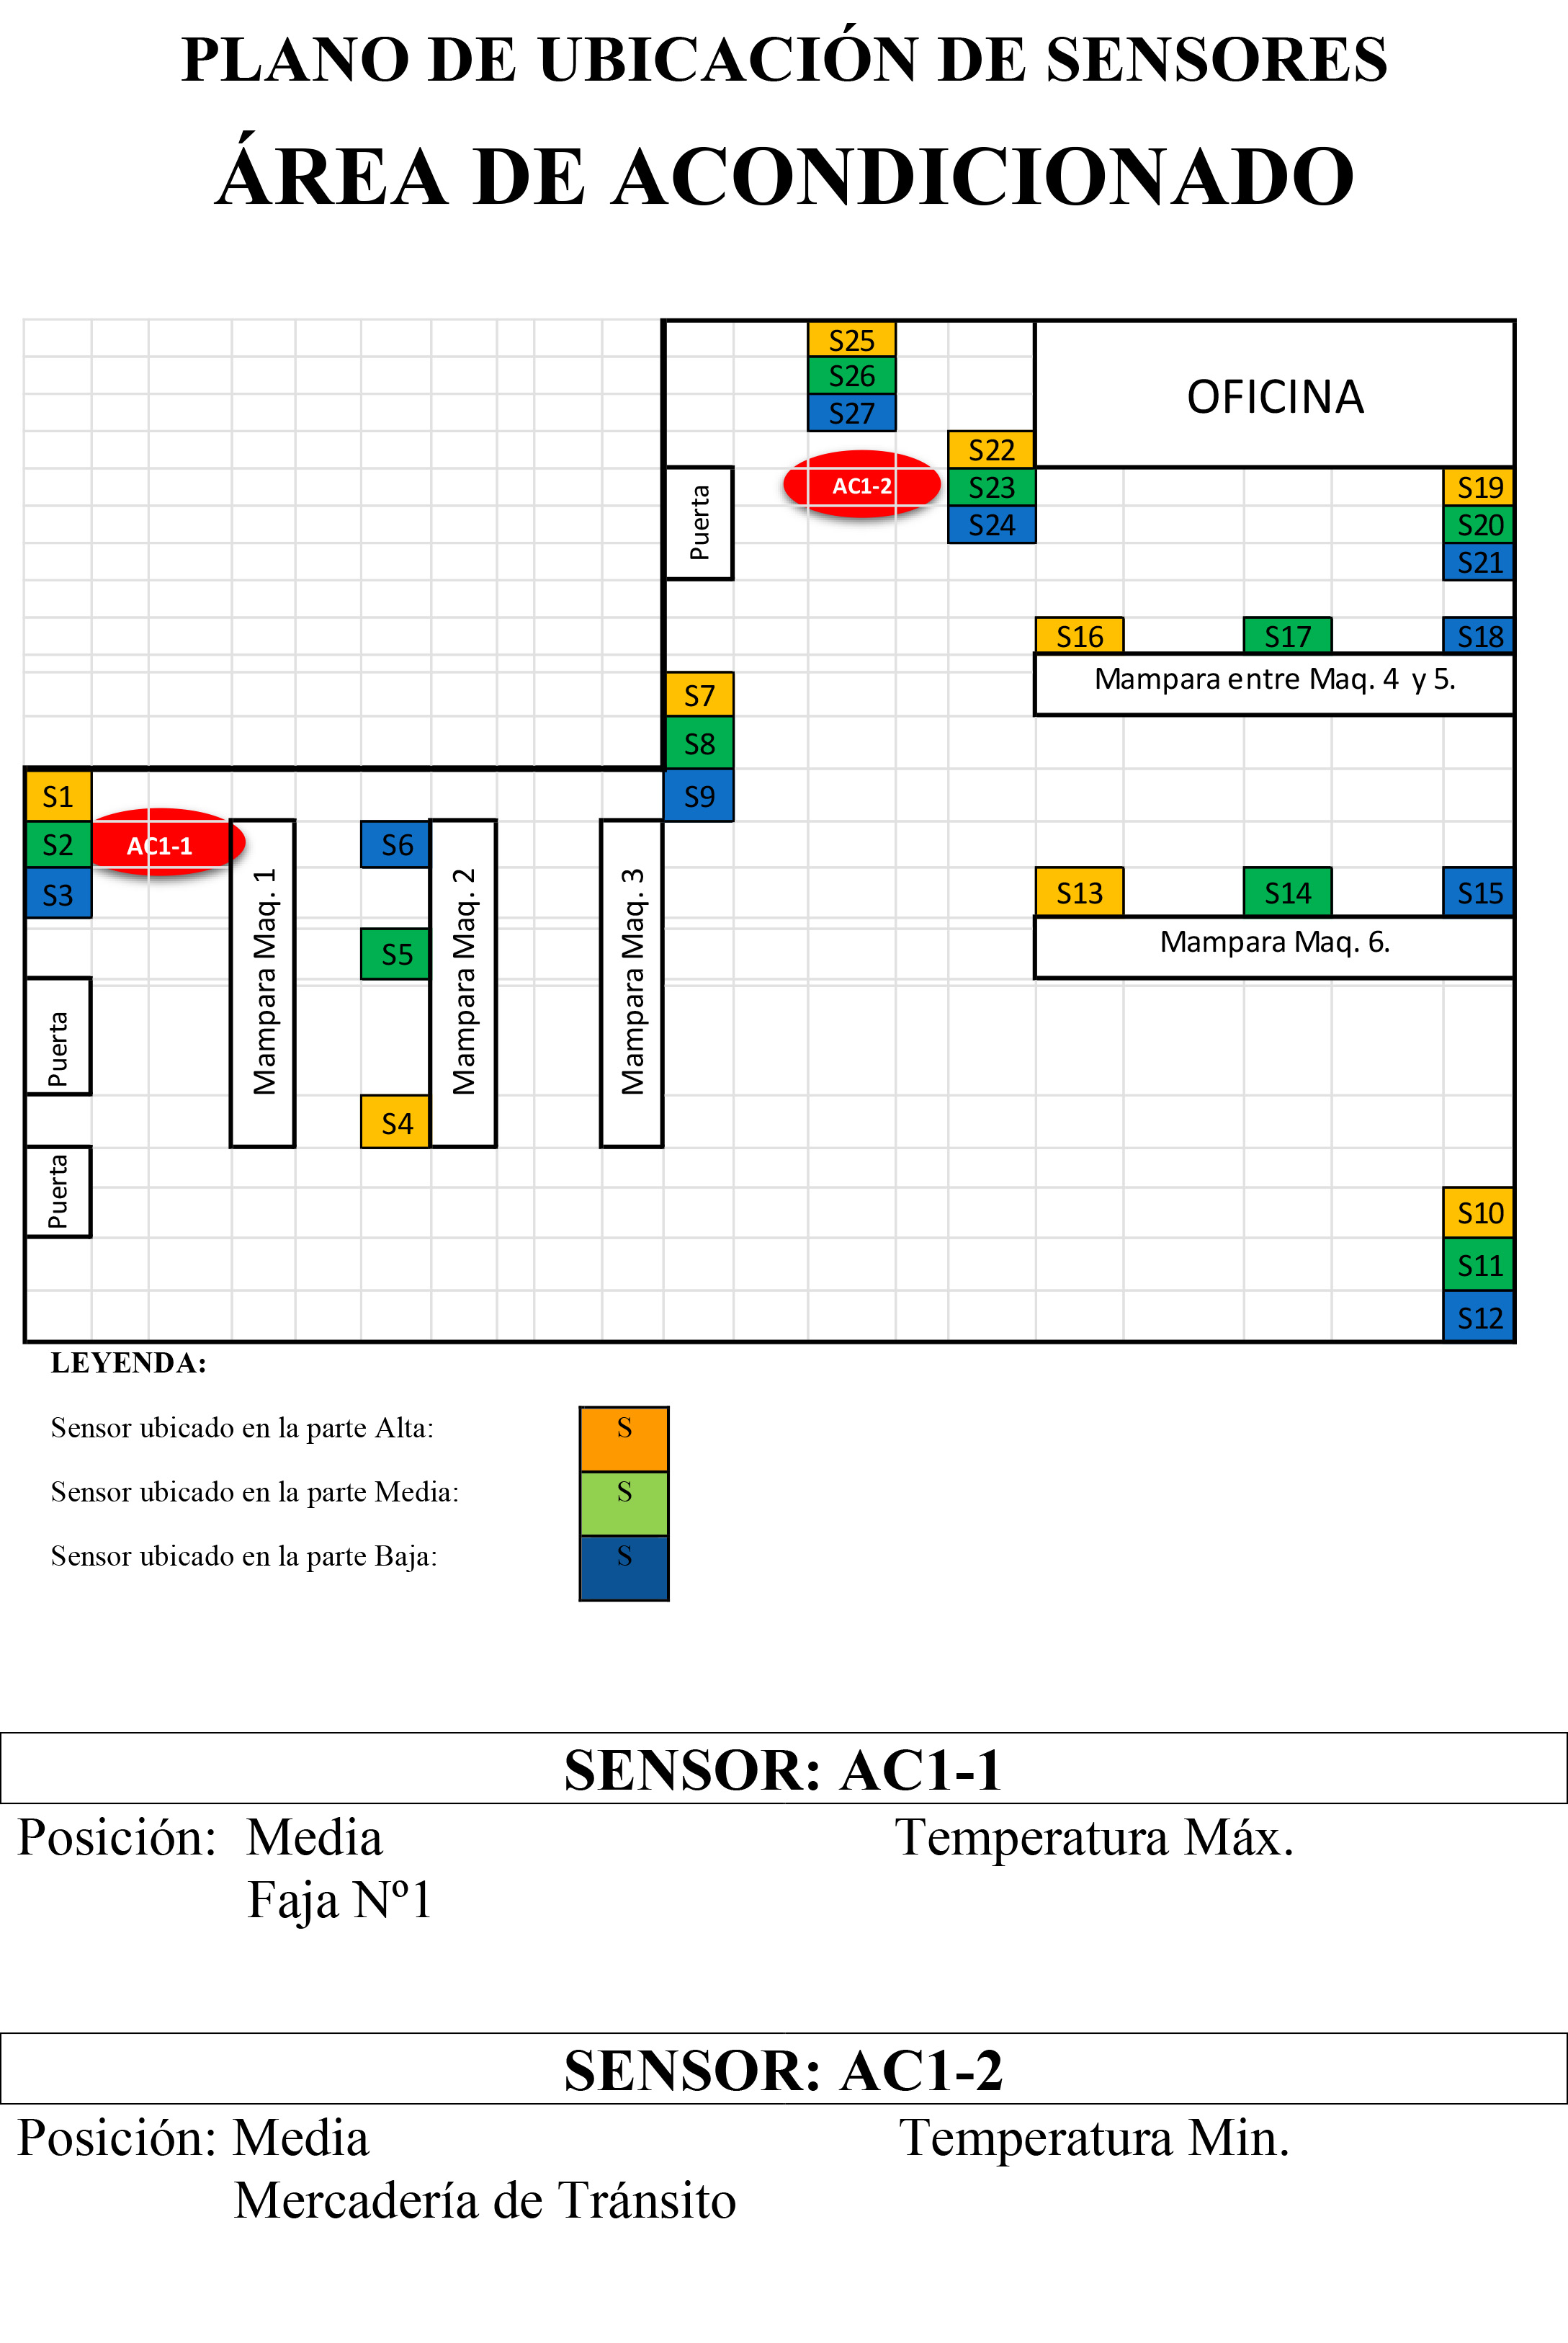 PLANO DE UBICACIÓN DE SENSORES
ÁREA DE ACONDICIONADO
S25
S26
S27
OFICINA
S22
S23
S24
AC1-2
Puerta
S19
S20
S21
S16
S17
S18
Mampara entre Maq. 4 y 5.
S7
S8
S9
S1
S2
S3
AC1-1
Mampara Maq. 1
S6
S5
S4
Mampara Maq. 2
Mampara Maq. 3
S13
S14
S15
Mampara Maq. 6.
Puerta
Puerta
S10
S11
S12
LEYENDA:
Sensor ubicado en la parte Alta: S
Sensor ubicado en la parte Media: S
Sensor ubicado en la parte Baja: S
SENSOR: AC1-1
Posición: Media Temperatura Máx.
Faja Nº1
SENSOR: AC1-2
Posición: Media Temperatura Min.
Mercadería de Tránsito